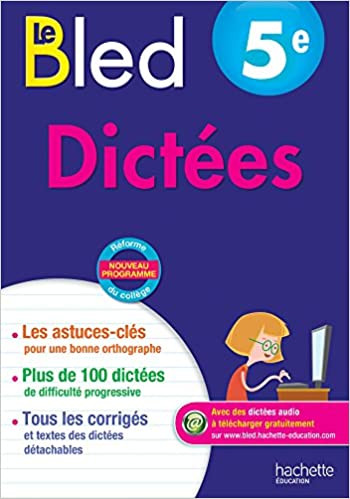 Le
Bled
5e
Dictées
Réforme
NOUVEAU
PROGRAMME
du collège
• Les astuces-clés
pour une bonne orthographe
• Plus de 100 dictées
de difficulté progressive
• Tous les corrigés
et textes des dictées
détachables
@
Avec des dictées audio
à télécharger gratuitement
sur www.bled.hachette-education.com
hachette
ÉDUCATION